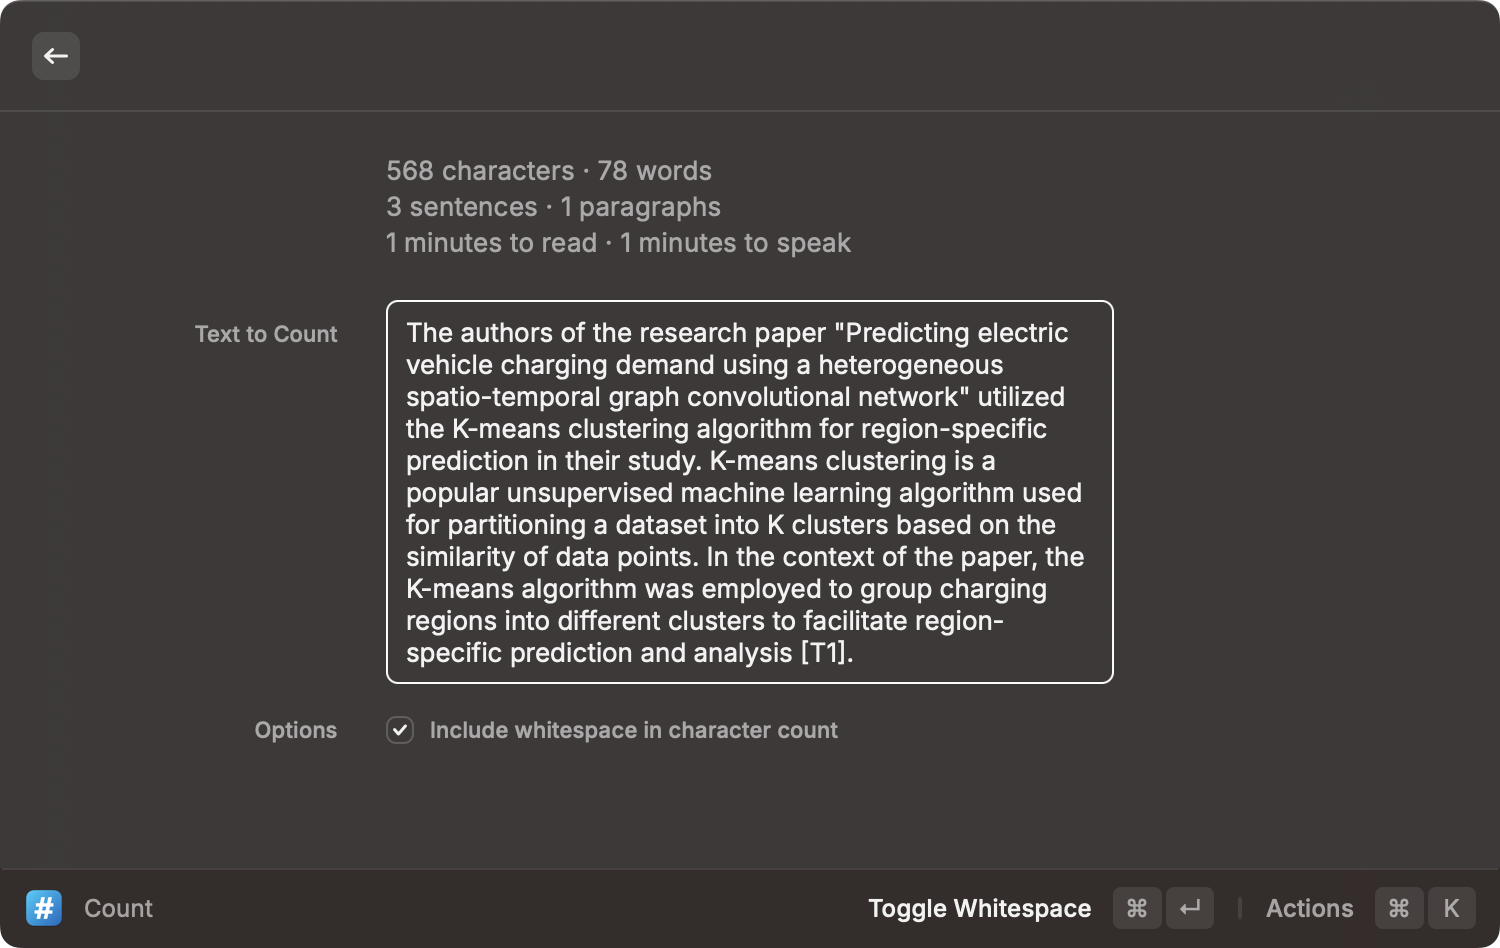 568 characters · 78 words
3 sentences · 1 paragraphs
1 minutes to read · 1 minutes to speak
Text to Count
The authors of the research paper "Predicting electric
vehicle charging demand using a heterogeneous
spatio-temporal graph convolutional network" utilized
the K-means clustering algorithm for region-specific
prediction in their study. K-means clustering is a
popular unsupervised machine learning algorithm used
for partitioning a dataset into K clusters based on the
similarity of data points. In the context of the paper, the
K-means algorithm was employed to group charging
regions into different clusters to facilitate region-
specific prediction and analysis [T1].
Options
Include whitespace in character count
# Count
Toggle Whitespace ⌘ ↵ | Actions ⌘ K